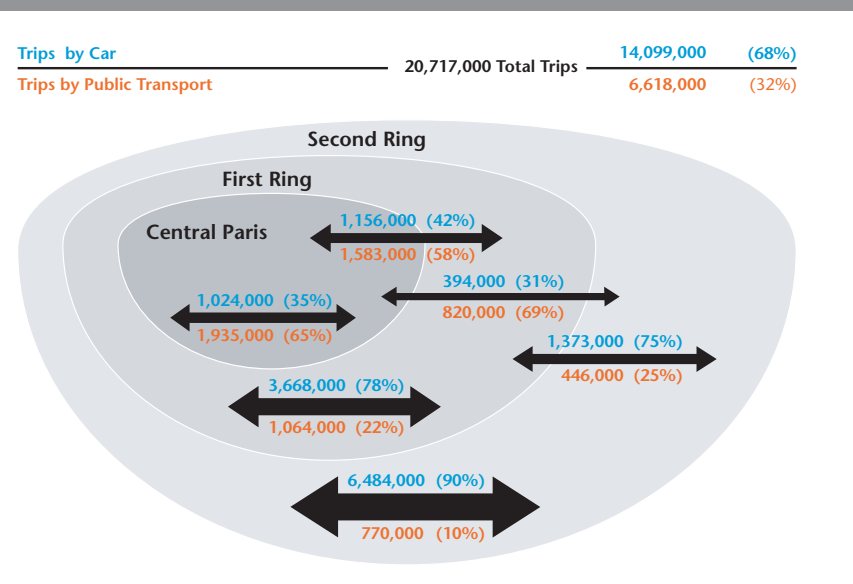 Trips by Car
14,099,000 (68%)
20,717,000 Total Trips
Trips by Public Transport
6,618,000 (32%)
Second Ring
First Ring
Central Paris
1,156,000 (42%)
1,583,000 (58%)
394,000 (31%)
820,000 (69%)
1,024,000 (35%)
1,935,000 (65%)
1,373,000 (75%)
446,000 (25%)
3,668,000 (78%)
1,064,000 (22%)
6,484,000 (90%)
770,000 (10%)